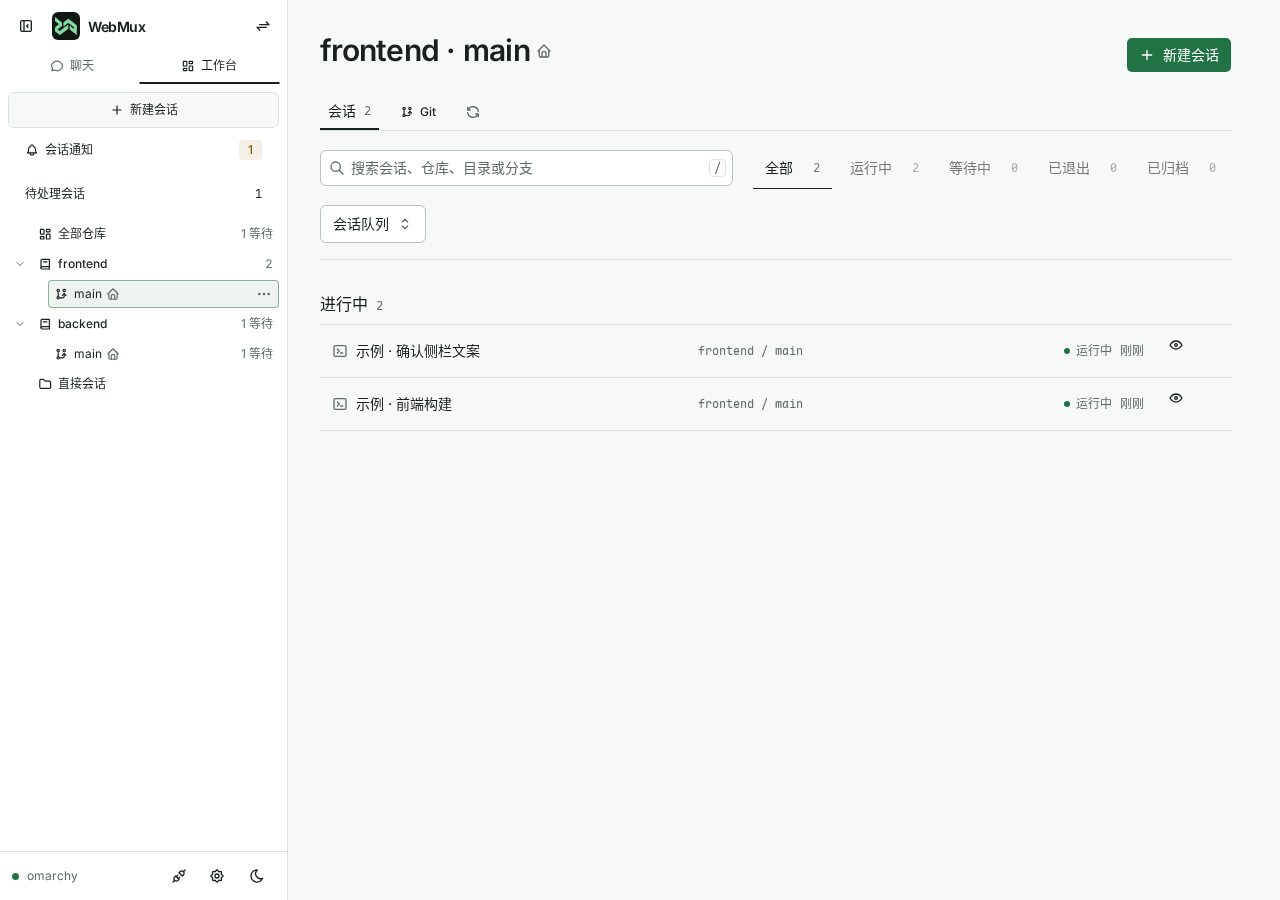 WebMux
聊天
工作台
新建会话
会话通知 1
待处理会话 1
全部仓库 1 等待
frontend 2
main
backend 1 等待
main 1 等待
直接会话
omarchy
frontend · main
新建会话
会话 2 Git
搜索会话、仓库、目录或分支 /
全部 2 运行中 2 等待中 0 已退出 0 已归档 0
会话队列
进行中 2
示例 · 确认侧栏文案 frontend / main 运行中 刚刚
示例 · 前端构建 frontend / main 运行中 刚刚